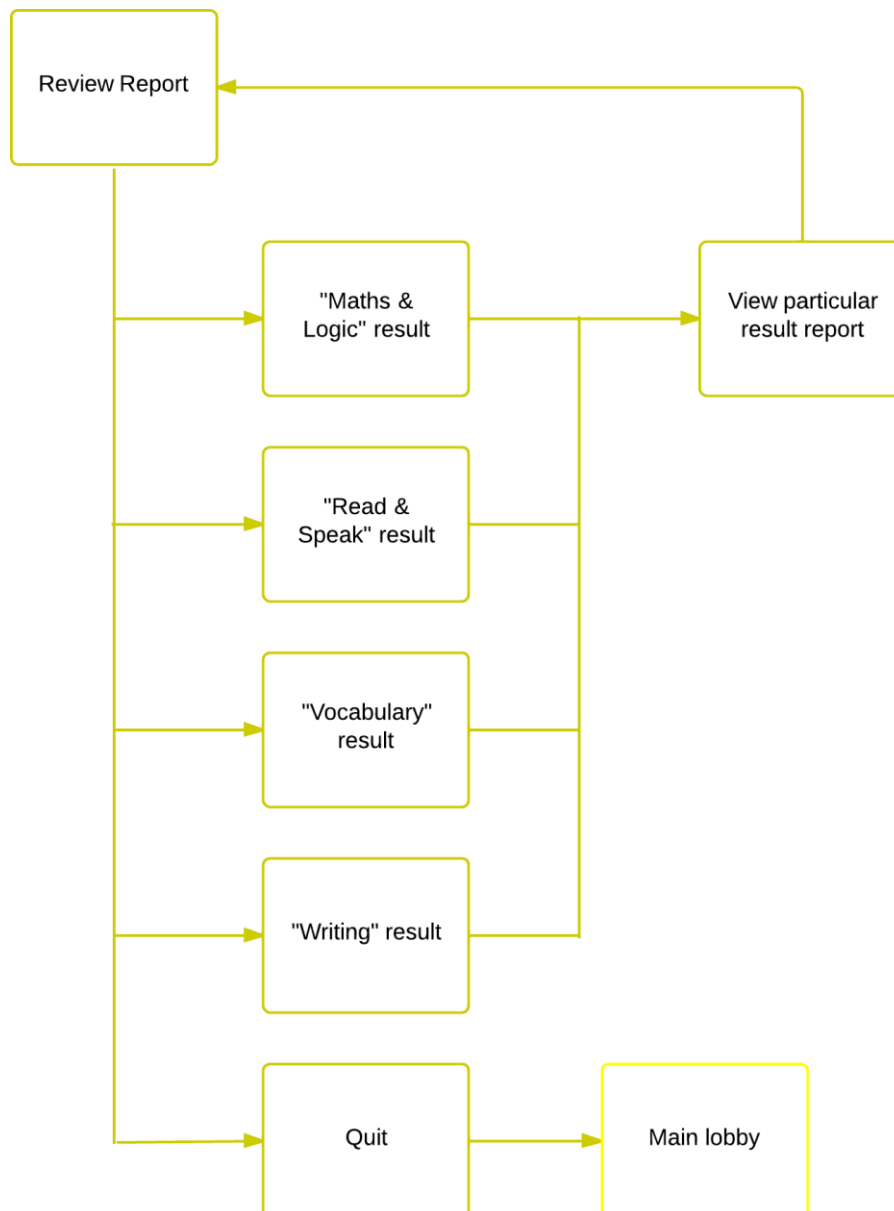 Review Report
"Maths &
Logic" result
View particular
result report
"Read &
Speak" result
"Vocabulary"
result
"Writing" result
Quit
Main lobby